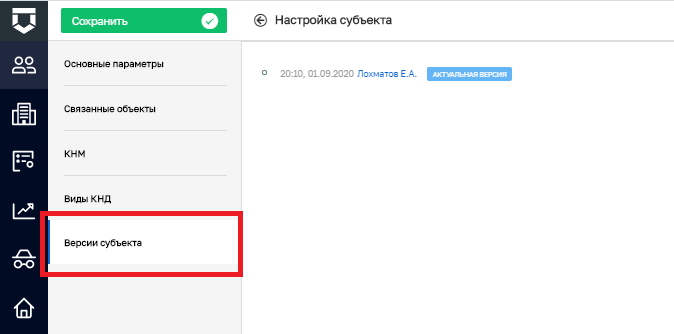 Сохранить
Настройка субъекта
Основные параметры
20:10, 01.09.2020 Лохматов Е.А. АКТУАЛЬНАЯ ВЕРСИЯ
Связанные объекты
КНМ
Виды КНД
Версии субъекта